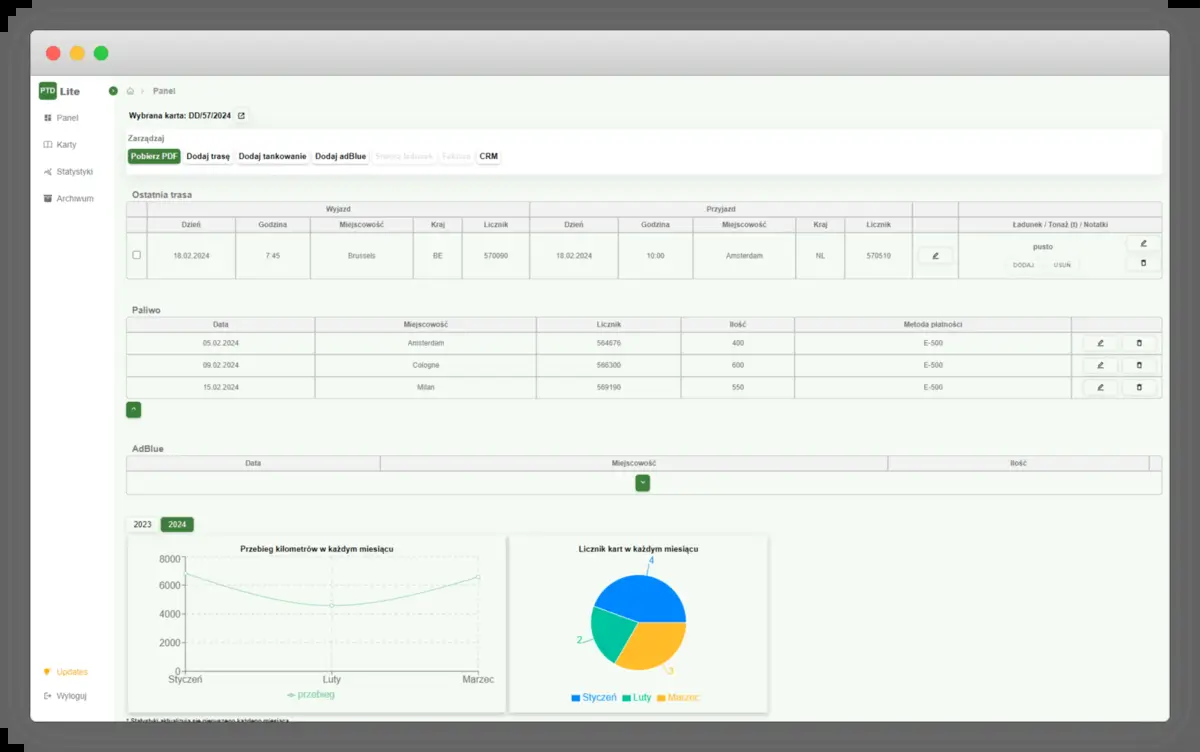 PTD Lite
Panel
Wybrana karta: DD/57/2024
Panel
Karty
Statystyki
Archiwum
Zarządzaj
Pobierz PDF Dodaj trasę Dodaj tankowanie Dodaj adBlue Stwórz ładunek Faktura CRM
Ostatnia trasa
Wyjazd Przyjazd
Dzień Godzina Miejscowość Kraj Licznik Dzień Godzina Miejscowość Kraj Licznik Ładunek / Tonaż (t) / Notatki
18.02.2024 7:45 Brussels BE 570090 18.02.2024 10:00 Amsterdam NL 570510 pusto
DODAJ USUŃ
Paliwo
Data Miejscowość Licznik Ilość Metoda płatności
05.02.2024 Amsterdam 564676 400 E-500
09.02.2024 Cologne 566300 600 E-500
15.02.2024 Milan 569190 550 E-500
AdBlue
Data Miejscowość Ilość
2023 2024
Przebieg kilometrów w każdym miesiącu
8000
6000
4000
2000
0
Styczeń Luty Marzec
przebieg
Licznik kart w każdym miesiącu
4
2
3
Styczeń Luty Marzec
Updates
Wyloguj
* Statystyki aktualizują się pierwszego każdego miesiąca